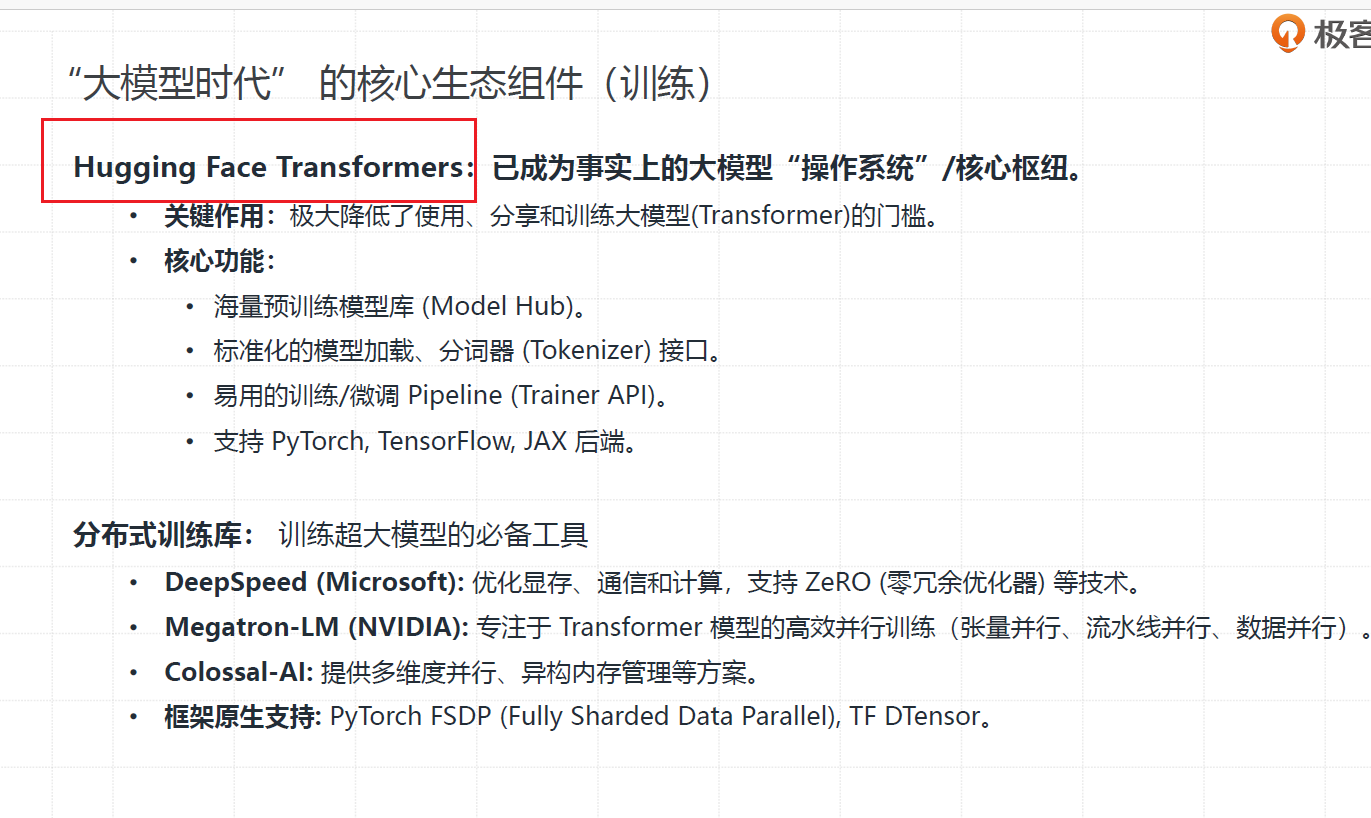 极客
“大模型时代” 的核心生态组件（训练）
Hugging Face Transformers：已成为事实上的大模型“操作系统”/核心枢纽。
• 关键作用：极大降低了使用、分享和训练大模型(Transformer)的门槛。
• 核心功能：
• 海量预训练模型库 (Model Hub)。
• 标准化的模型加载、分词器 (Tokenizer) 接口。
• 易用的训练/微调 Pipeline (Trainer API)。
• 支持 PyTorch, TensorFlow, JAX 后端。
分布式训练库： 训练超大模型的必备工具
• DeepSpeed (Microsoft): 优化显存、通信和计算，支持 ZeRO (零冗余优化器) 等技术。
• Megatron-LM (NVIDIA): 专注于 Transformer 模型的高效并行训练（张量并行、流水线并行、数据并行）。
• Colossal-AI: 提供多维度并行、异构内存管理等方案。
• 框架原生支持: PyTorch FSDP (Fully Sharded Data Parallel), TF DTensor。